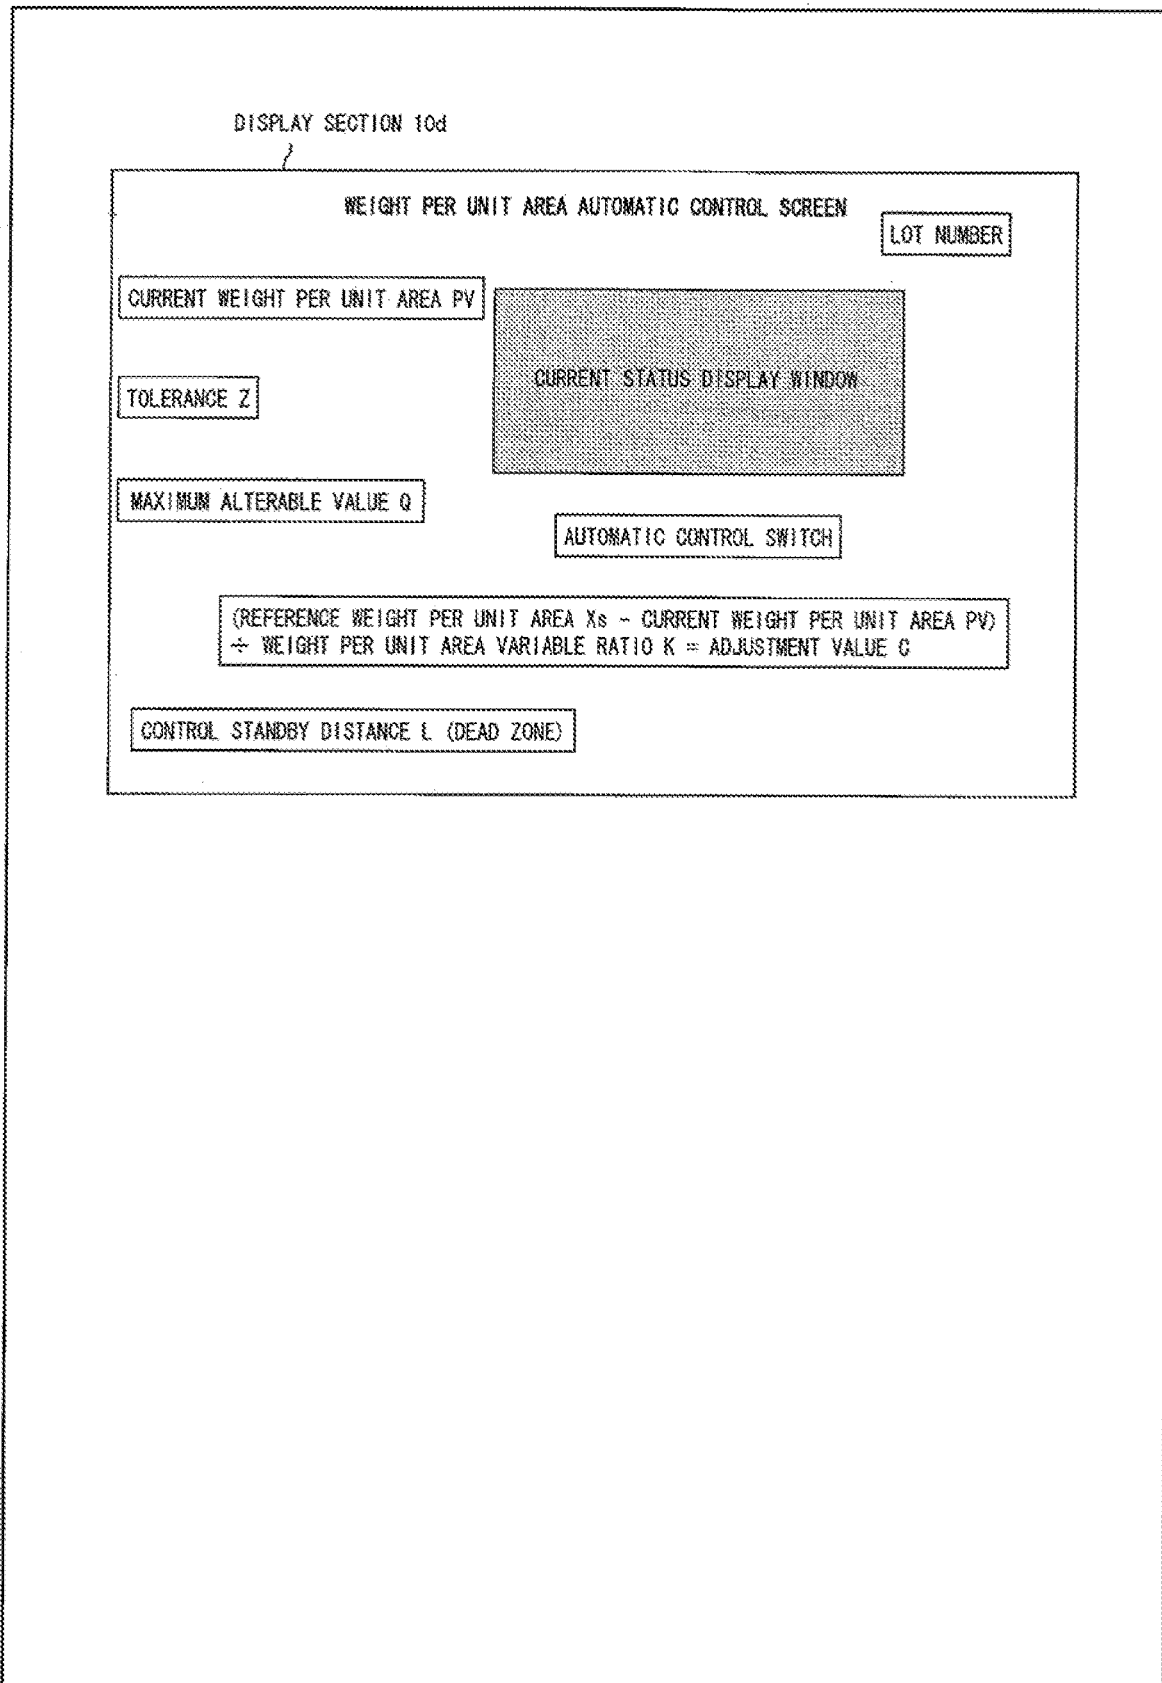 DISPLAY SECTION 10d
WEIGHT PER UNIT AREA AUTOMATIC CONTROL SCREEN
LOT NUMBER
CURRENT WEIGHT PER UNIT AREA PV
CURRENT STATUS DISPLAY WINDOW
TOLERANCE Z
MAXIMUM ALTERABLE VALUE Q
AUTOMATIC CONTROL SWITCH
(REFERENCE WEIGHT PER UNIT AREA Xs - CURRENT WEIGHT PER UNIT AREA PV)
÷ WEIGHT PER UNIT AREA VARIABLE RATIO K = ADJUSTMENT VALUE C
CONTROL STANDBY DISTANCE L (DEAD ZONE)